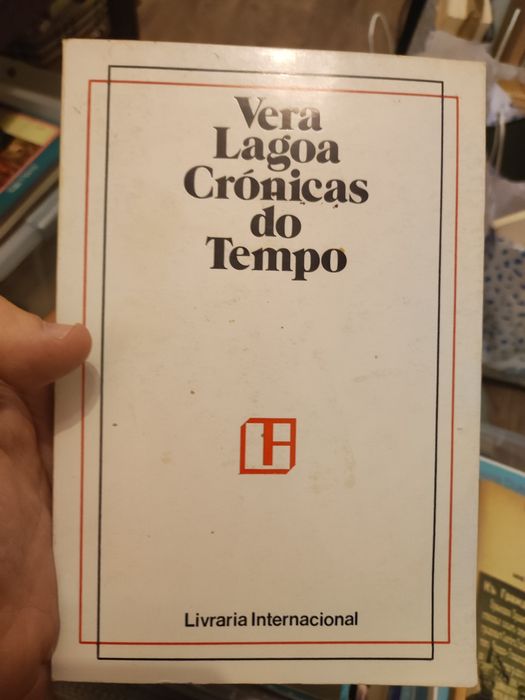 Vera
Lagoa
Crónicas
do
Tempo
Livraria Internacional